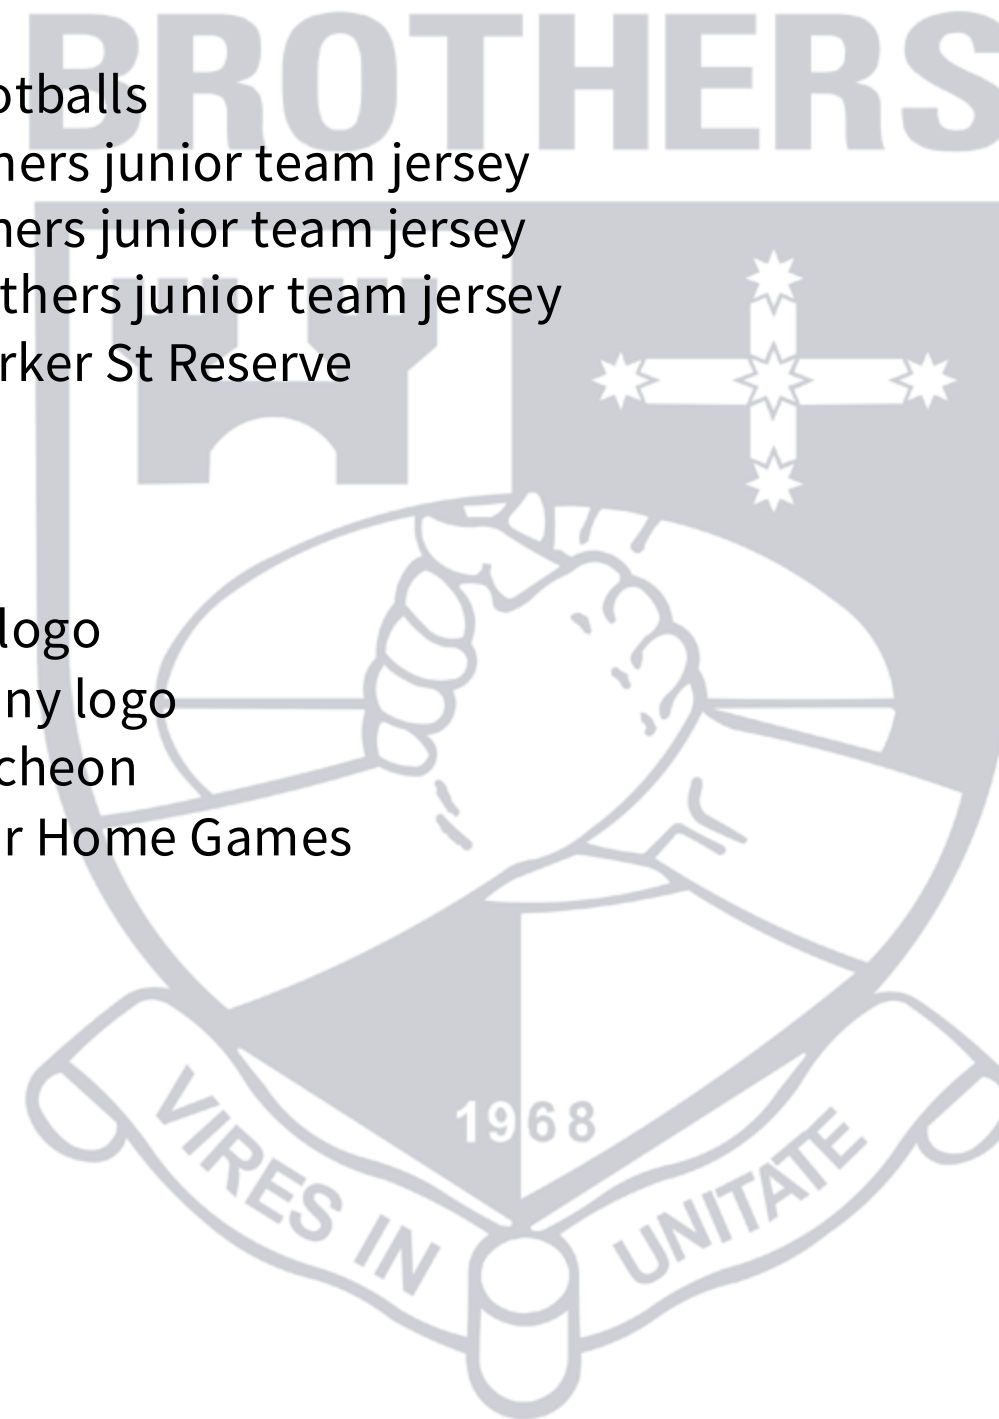 BROTHERS
otballs
hers junior team jersey
hers junior team jersey
thers junior team jersey
rker St Reserve
logo
ny logo
cheon
r Home Games
1968
VIRES IN UNITATE